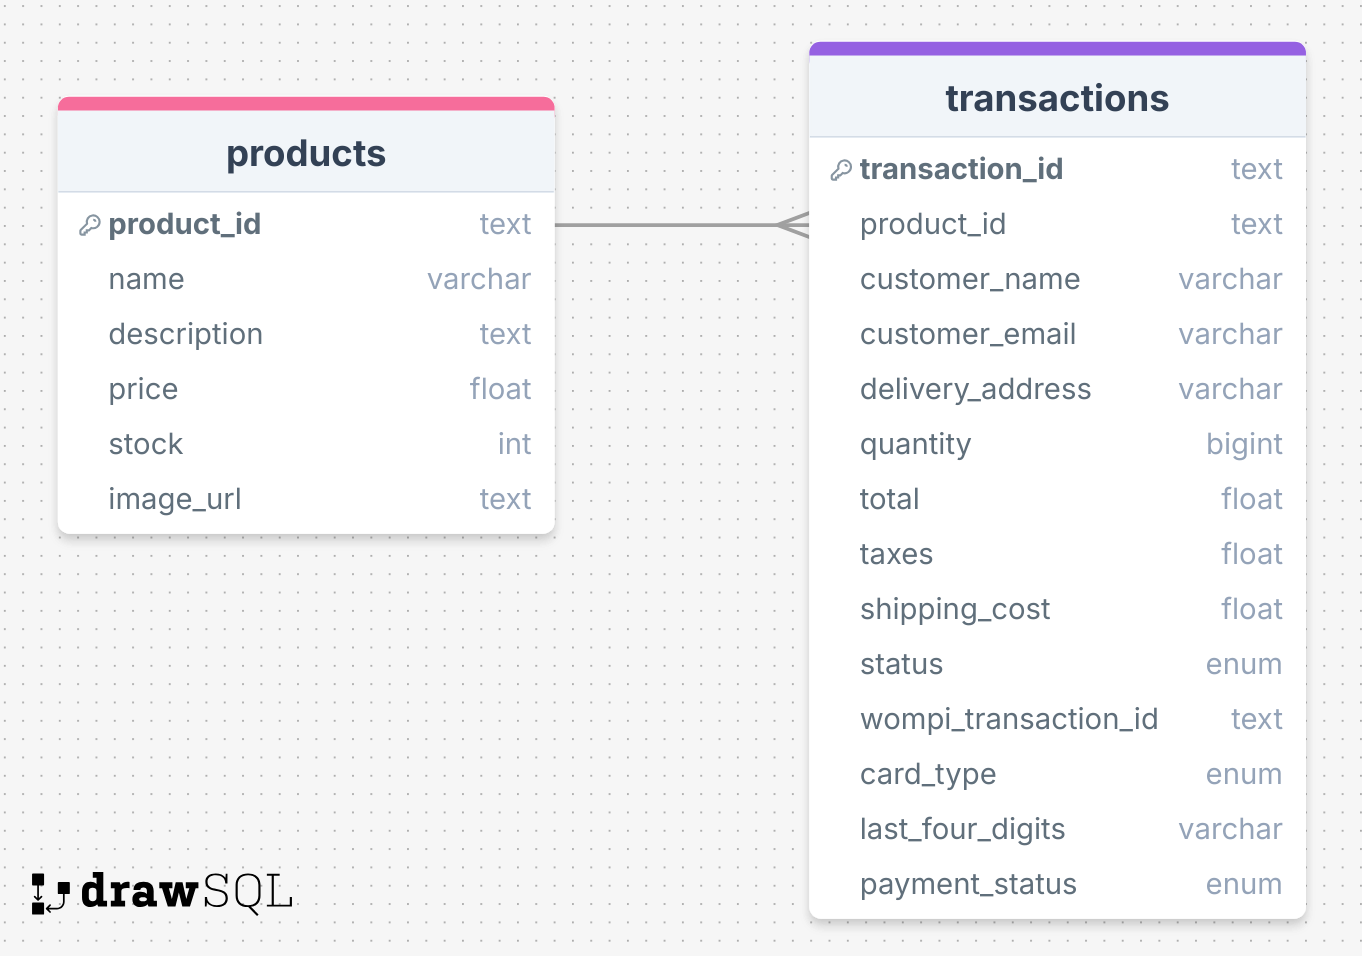 products
product_id text
name varchar
description text
price float
stock int
image_url text
transactions
transaction_id text
product_id text
customer_name varchar
customer_email varchar
delivery_address varchar
quantity bigint
total float
taxes float
shipping_cost float
status enum
wompi_transaction_id text
card_type enum
last_four_digits varchar
payment_status enum
drawSQL